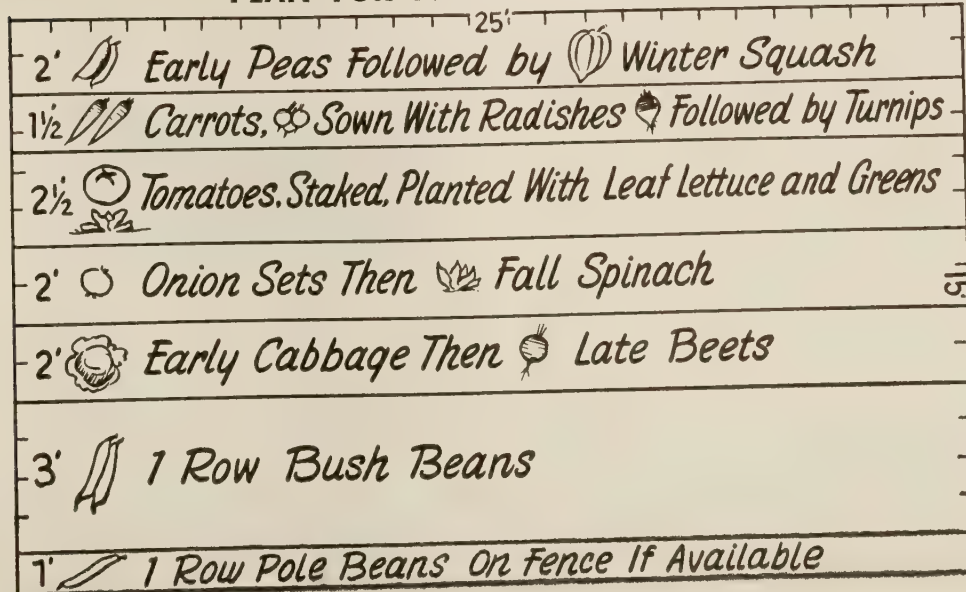 25'
2' Early Peas Followed by Winter Squash
1½ Carrots, Sown With Radishes Followed by Turnips
2½' Tomatoes, Staked, Planted With Leaf Lettuce and Greens
2' Onion Sets Then Fall Spinach
15'
2' Early Cabbage Then Late Beets
3' 1 Row Bush Beans
1' 1 Row Pole Beans On Fence If Available